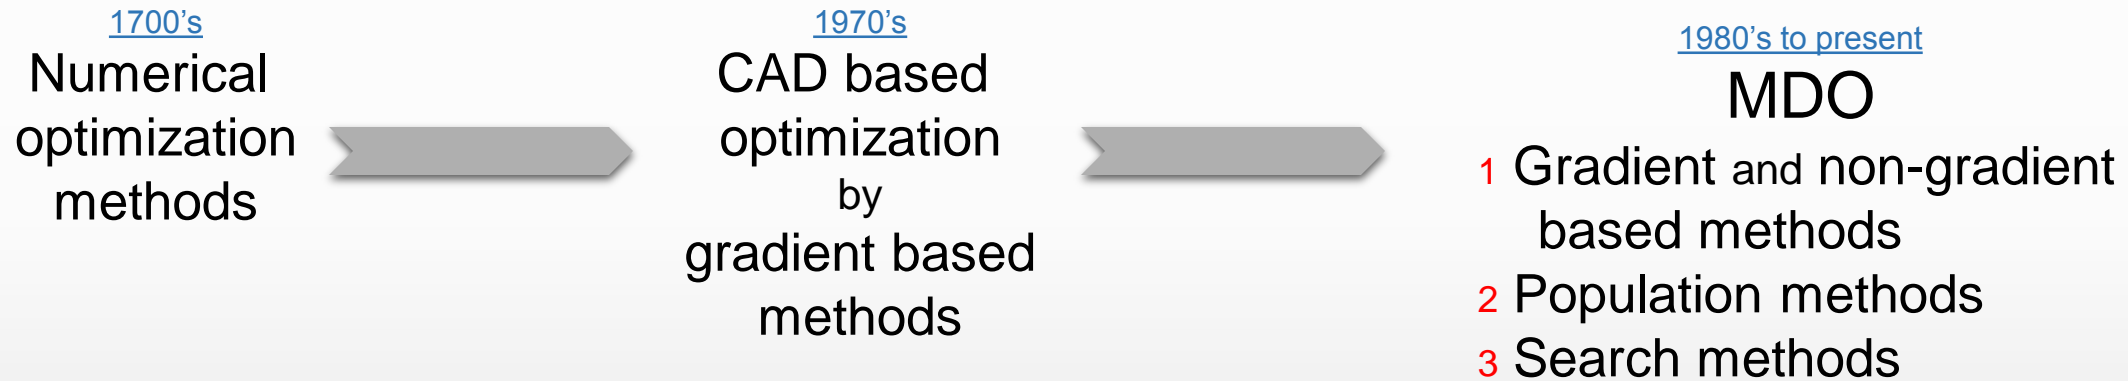 1700’s
Numerical
optimization
methods
1970’s
CAD based
optimization
by
gradient based
methods
1980’s to present
MDO
1 Gradient and non-gradient
based methods
2 Population methods
3 Search methods